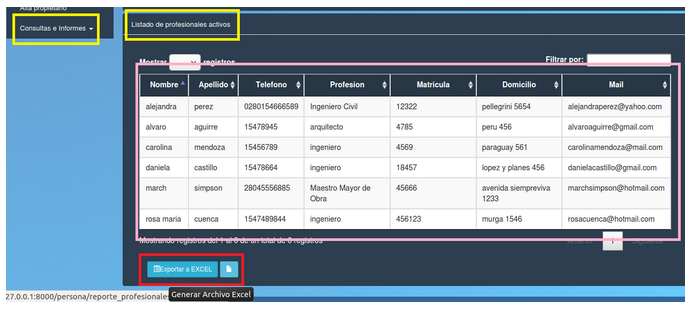 Alta propietario
Consultas e Informes
Listado de profesionales activos
Mostrar registros
Filtrar por:
Nombre Apellido Telefono Profesion Matricula Domicilio Mail
alejandra perez 0280154666589 Ingeniero Civil 12322 pellegrini 5654 alejandraperez@yahoo.com
alvaro aguirre 15478945 arquitecto 4785 peru 456 alvaroaguirre@gmail.com
carolina mendoza 15456789 ingeniero 4569 paraguay 561 carolinamendoza@mail.com
daniela castillo 15478664 ingeniero 18457 lopez y planes 456 danielacastillo@gmail.com
march simpson 28045556885 Maestro Mayor de Obra 45666 avenida siempreviva 1233 marchsimpson@hotmail.com
rosa maria cuenca 1547489844 ingeniero 456123 murga 1546 rosacuenca@hotmail.com
Mostrando registros del 1 al 6 de un total de 6 registros
Anterior 1 Siguiente
Exportar a EXCEL
Generar Archivo Excel
27.0.0.1:8000/persona/reporte_profesionales